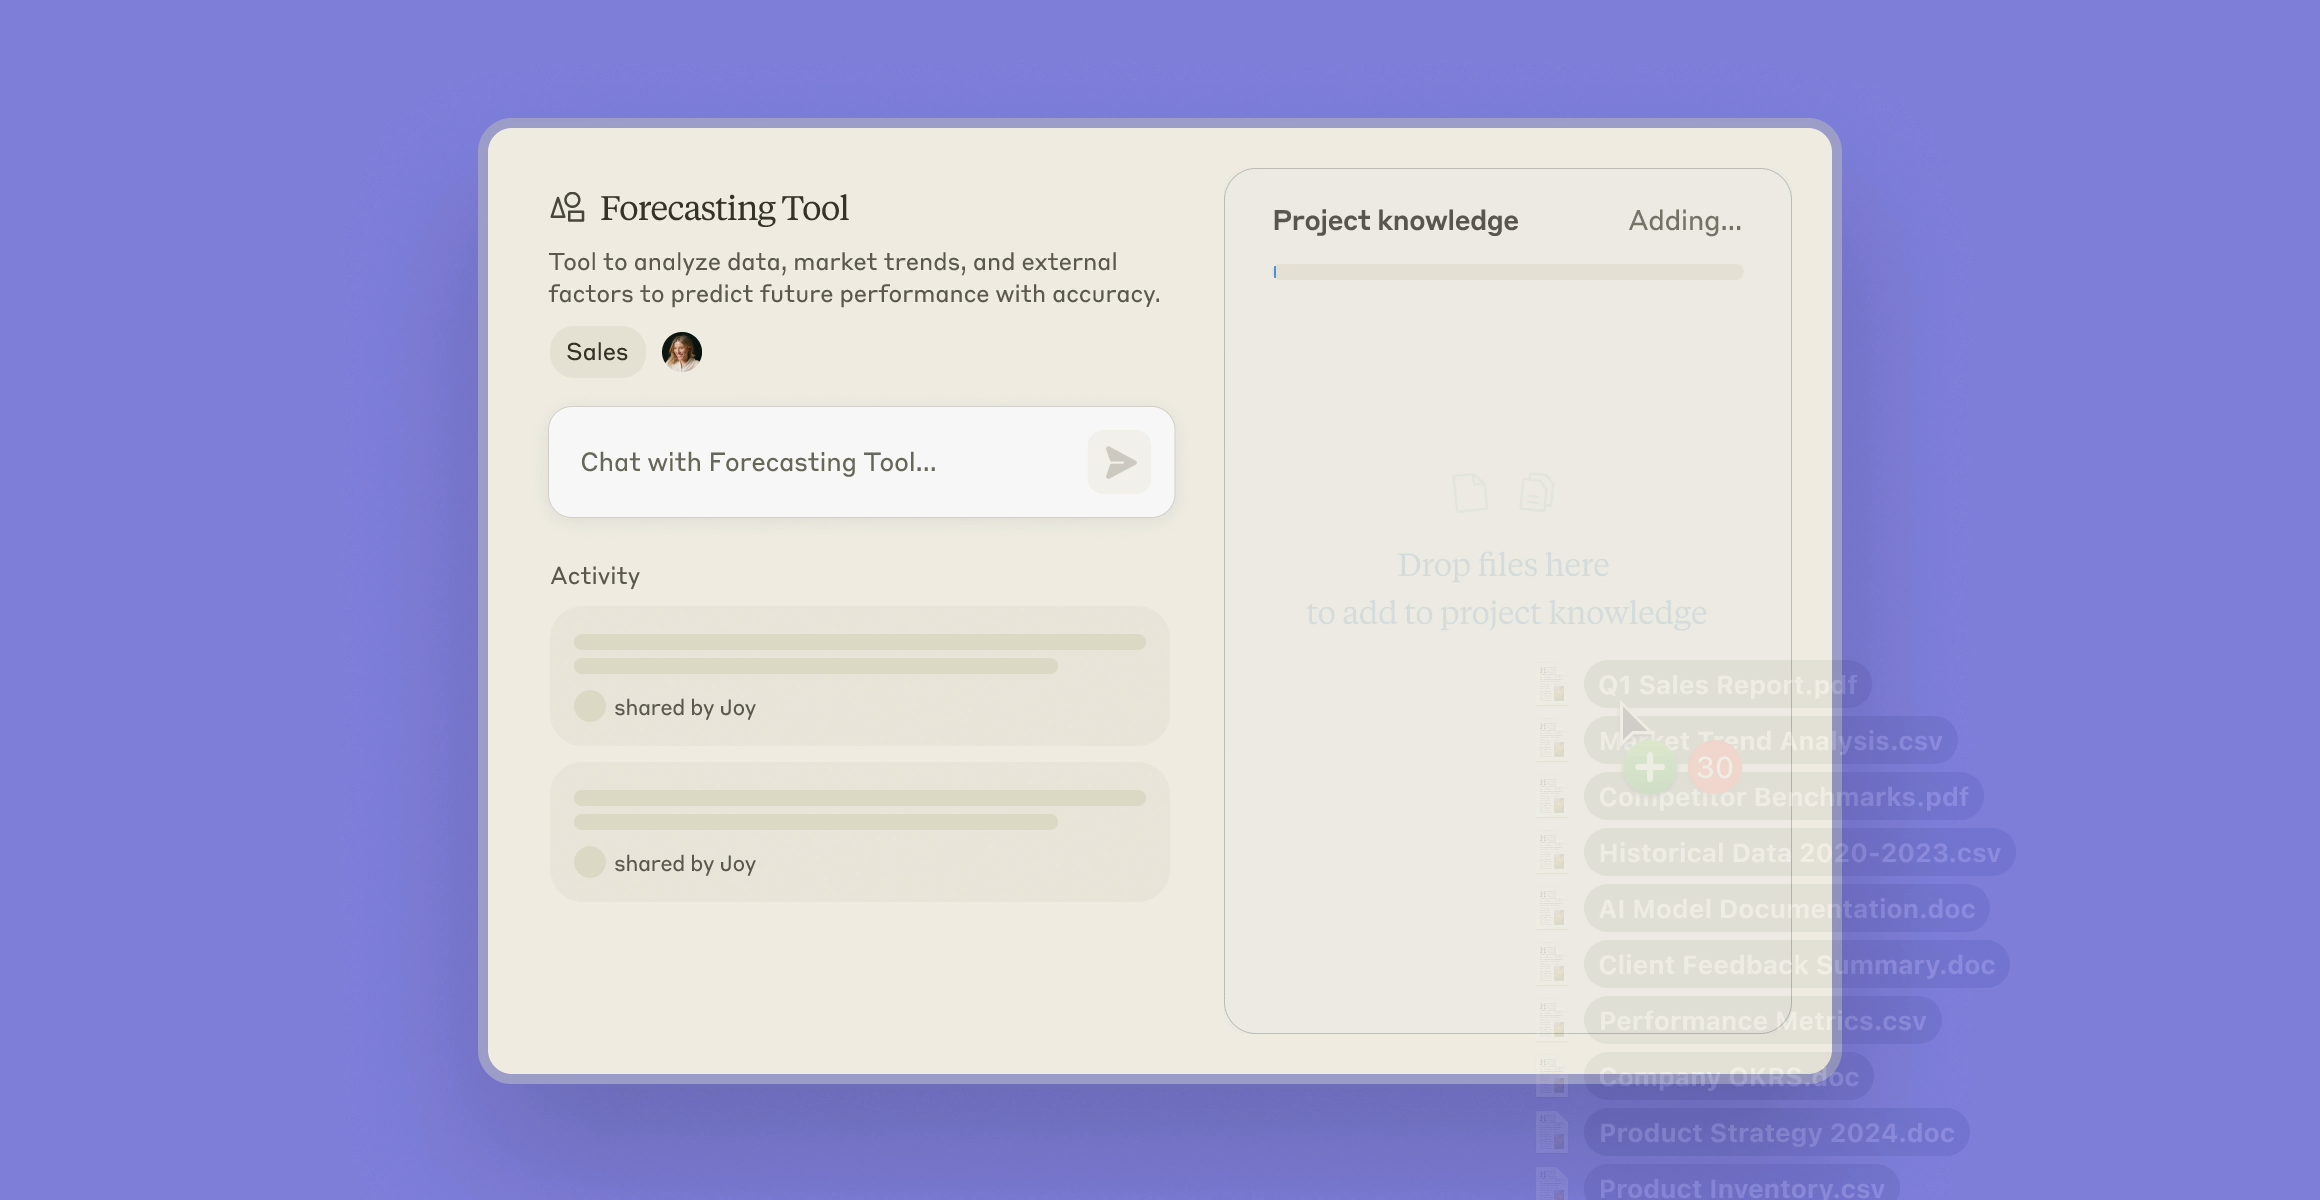 Forecasting Tool
Tool to analyze data, market trends, and external
factors to predict future performance with accuracy.
Sales
Chat with Forecasting Tool...
Activity
shared by Joy
shared by Joy
Project knowledge
Adding...
Drop files here
to add to project knowledge
Q1 Sales Report.pdf
Market Trend Analysis.csv
30
Competitor Benchmarks.pdf
Historical Data 2020-2023.csv
AI Model Documentation.doc
Client Feedback Summary.doc
Performance Metrics.csv
Company OKRS.doc
Product Strategy 2024.doc
Product Inventory.csv